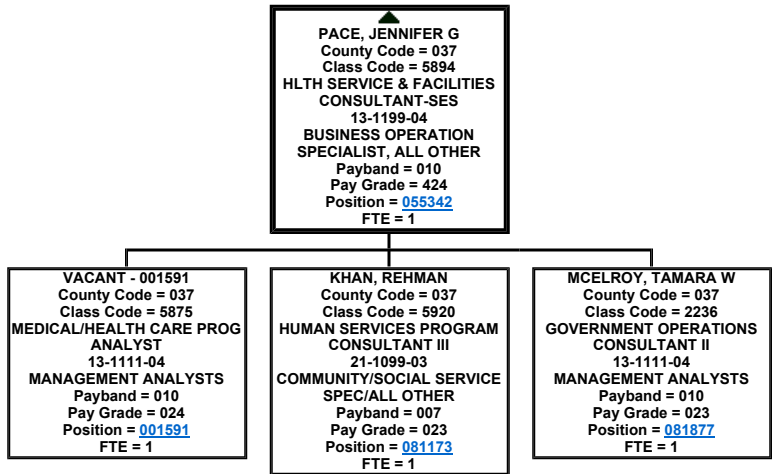 PACE, JENNIFER G
County Code = 037
Class Code = 5894
HLTH SERVICE & FACILITIES
CONSULTANT-SES
13-1199-04
BUSINESS OPERATION
SPECIALIST, ALL OTHER
Payband = 010
Pay Grade = 424
Position = 055342
FTE = 1
VACANT - 001591
County Code = 037
Class Code = 5875
MEDICAL/HEALTH CARE PROG
ANALYST
13-1111-04
MANAGEMENT ANALYSTS
Payband = 010
Pay Grade = 024
Position = 001591
FTE = 1
KHAN, REHMAN
County Code = 037
Class Code = 5920
HUMAN SERVICES PROGRAM
CONSULTANT III
21-1099-03
COMMUNITY/SOCIAL SERVICE
SPEC/ALL OTHER
Payband = 007
Pay Grade = 023
Position = 081173
FTE = 1
MCELROY, TAMARA W
County Code = 037
Class Code = 2236
GOVERNMENT OPERATIONS
CONSULTANT II
13-1111-04
MANAGEMENT ANALYSTS
Payband = 010
Pay Grade = 023
Position = 081877
FTE = 1